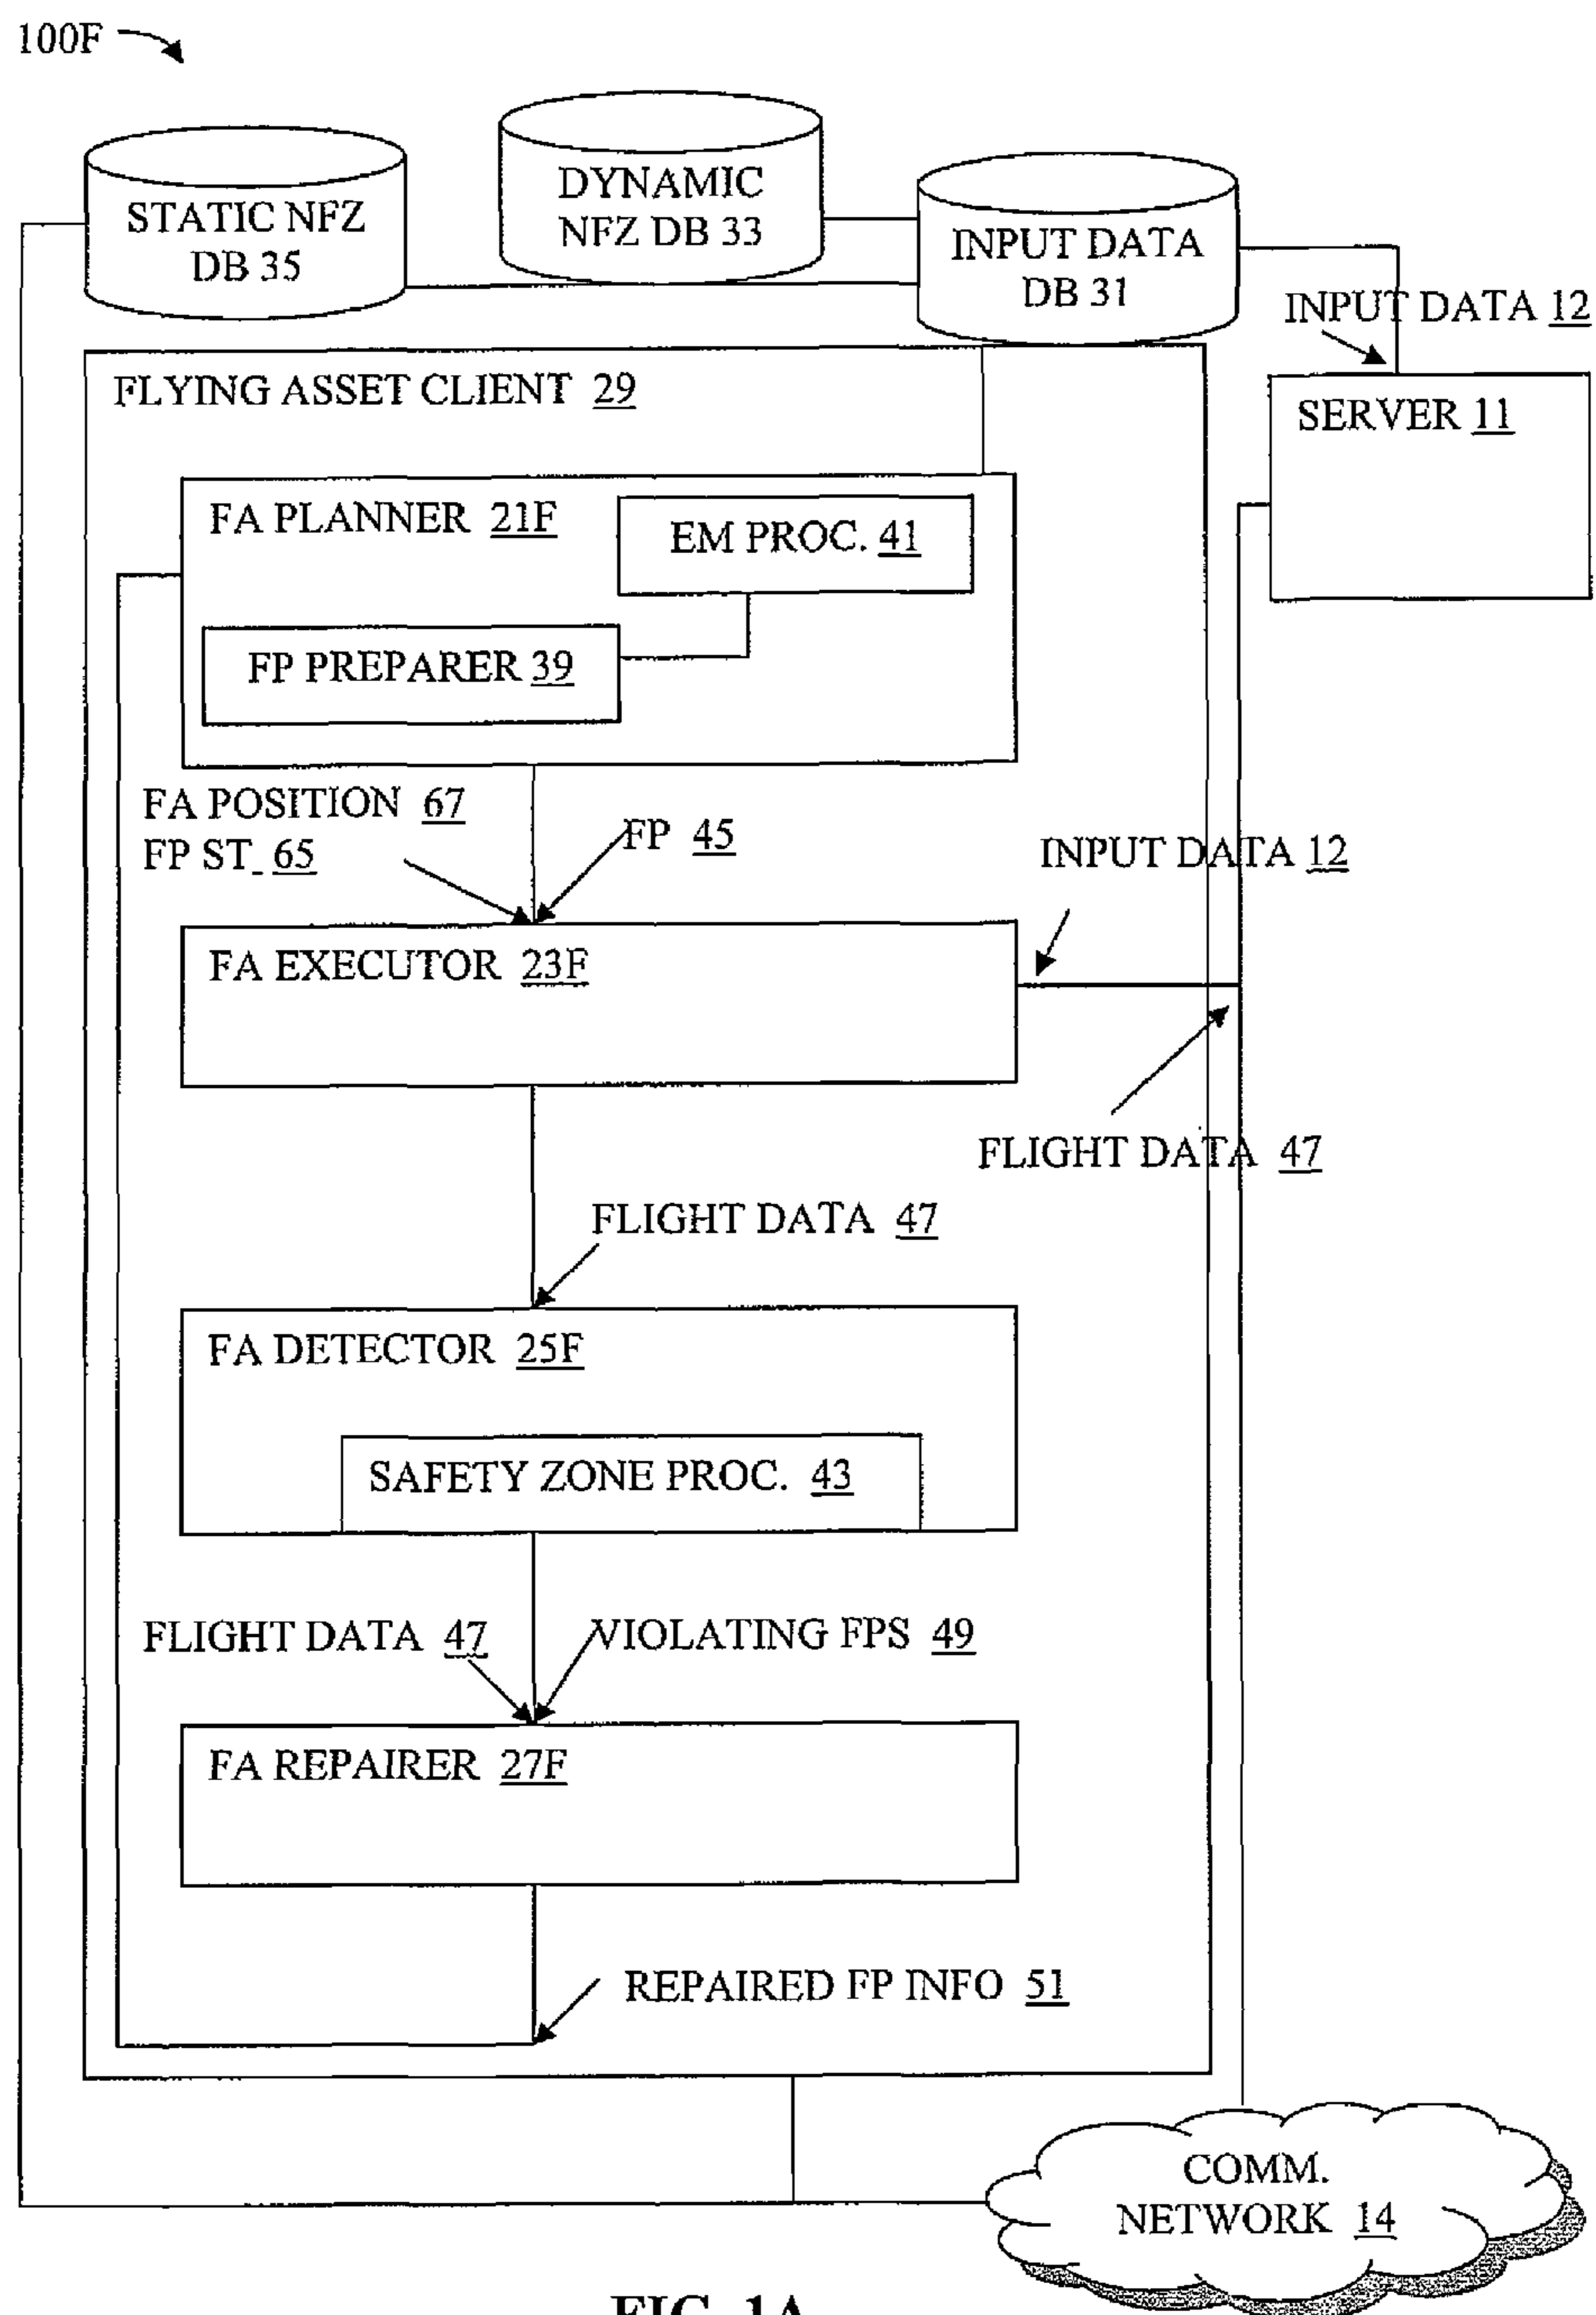 100F
STATIC NFZ
DB 35
DYNAMIC
NFZ DB 33
INPUT DATA
DB 31
INPUT DATA 12
FLYING ASSET CLIENT 29
SERVER 11
FA PLANNER 21F
EM PROC. 41
FP PREPARER 39
FA POSITION 67
FP ST_ 65
FP 45
INPUT DATA 12
FA EXECUTOR 23F
FLIGHT DATA 47
FLIGHT DATA 47
FA DETECTOR 25F
SAFETY ZONE PROC. 43
FLIGHT DATA 47
VIOLATING FPS 49
FA REPAIRER 27F
REPAIRED FP INFO 51
COMM.
NETWORK 14
FIG. 1A